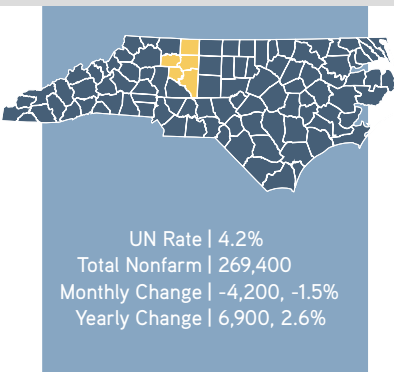 UN Rate | 4.2%
Total Nonfarm | 269,400
Monthly Change | -4,200, -1.5%
Yearly Change | 6,900, 2.6%